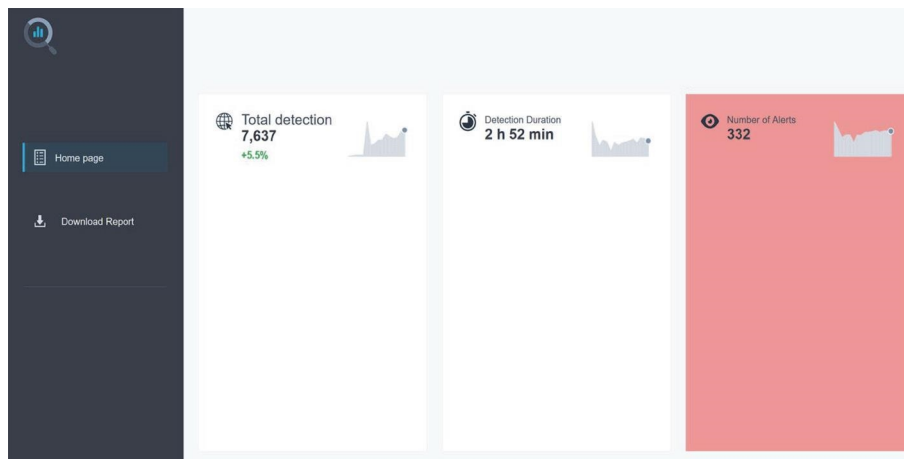 Home page
Download Report
Total detection
7,637
+5.5%
Detection Duration
2 h 52 min
Number of Alerts
332